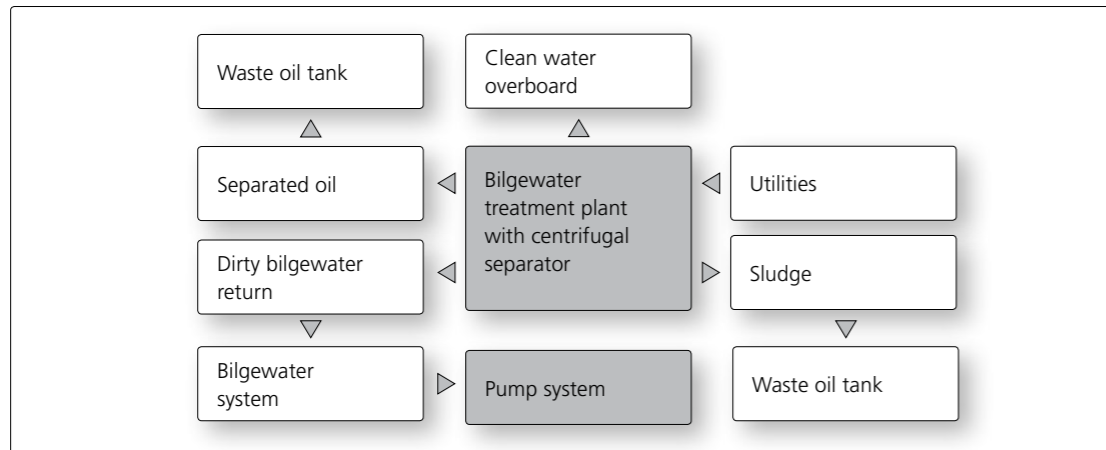 Waste oil tank
Clean water
overboard
Separated oil
Bilgewater
treatment plant
with centrifugal
separator
Utilities
Dirty bilgewater
return
Sludge
Bilgewater
system
Pump system
Waste oil tank